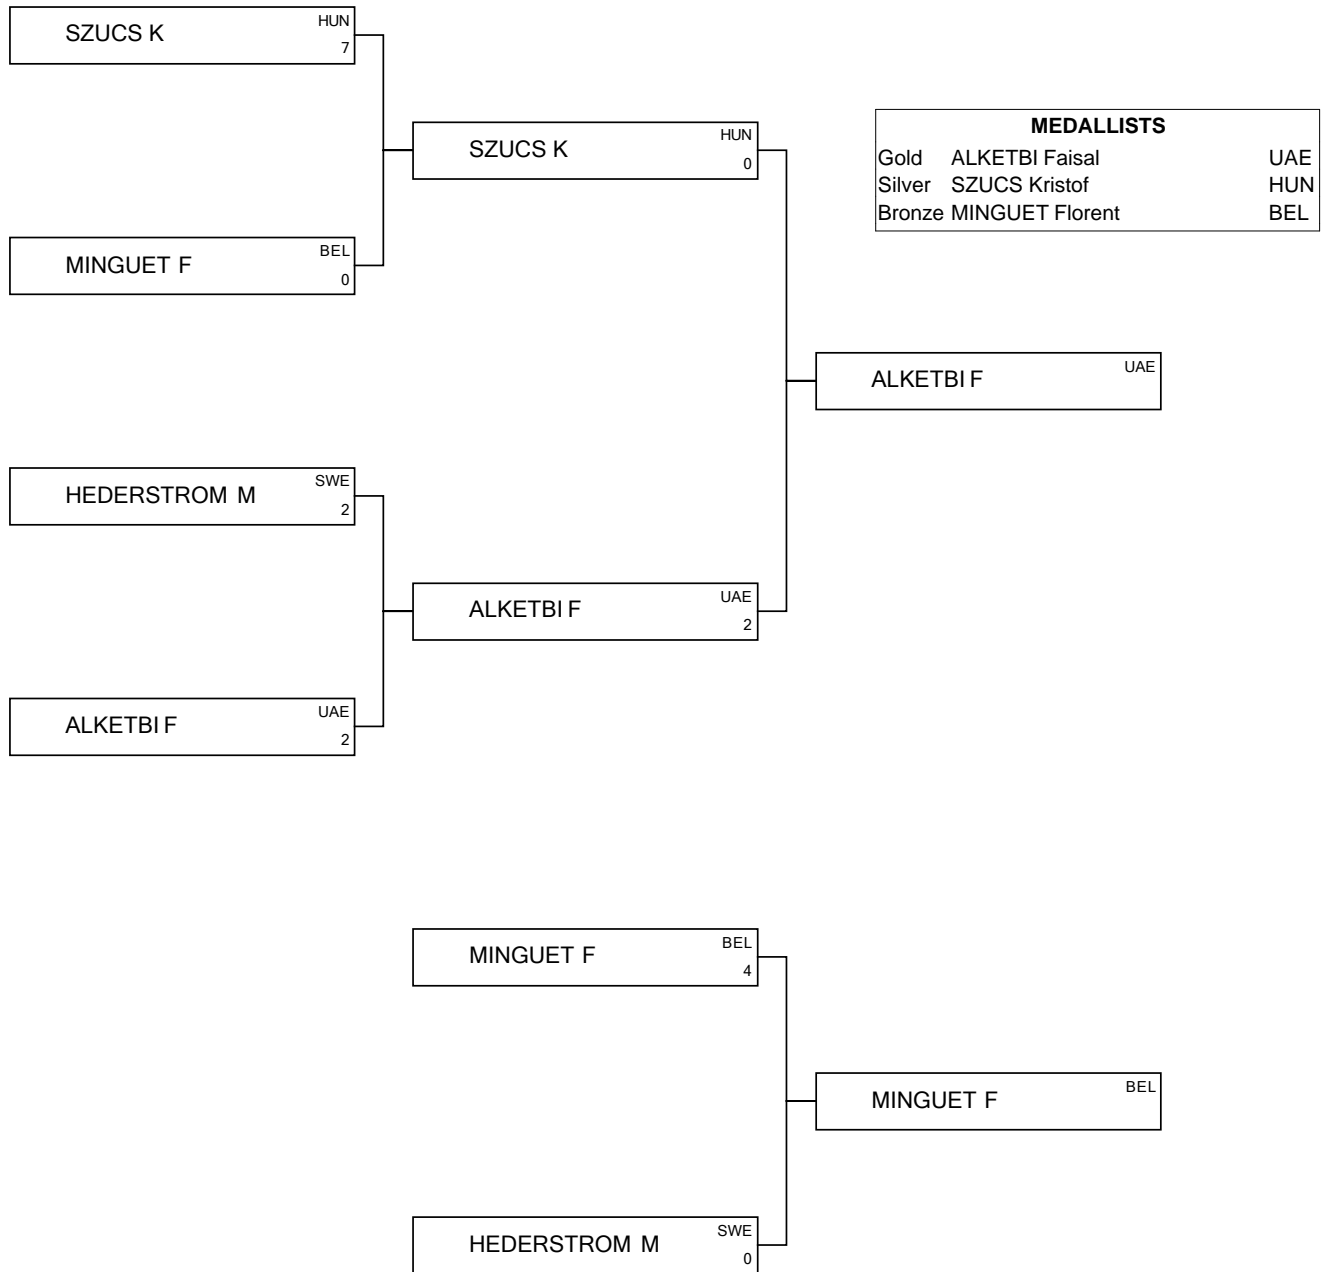 SZUCS K HUN
7
MEDALLISTS
Gold ALKETBI Faisal UAE
Silver SZUCS Kristof HUN
Bronze MINGUET Florent BEL
SZUCS K HUN
0
MINGUET F BEL
0
ALKETBI F UAE
HEDERSTROM M SWE
2
ALKETBI F UAE
2
ALKETBI F UAE
2
MINGUET F BEL
4
MINGUET F BEL
HEDERSTROM M SWE
0